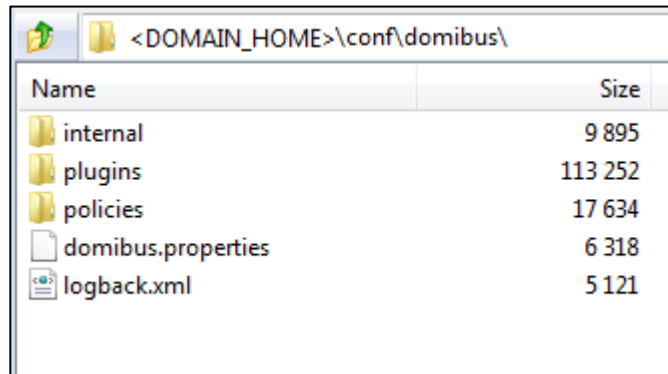 <DOMAIN_HOME>\conf\domibus\
Name Size
internal 9 895
plugins 113 252
policies 17 634
domibus.properties 6 318
logback.xml 5 121